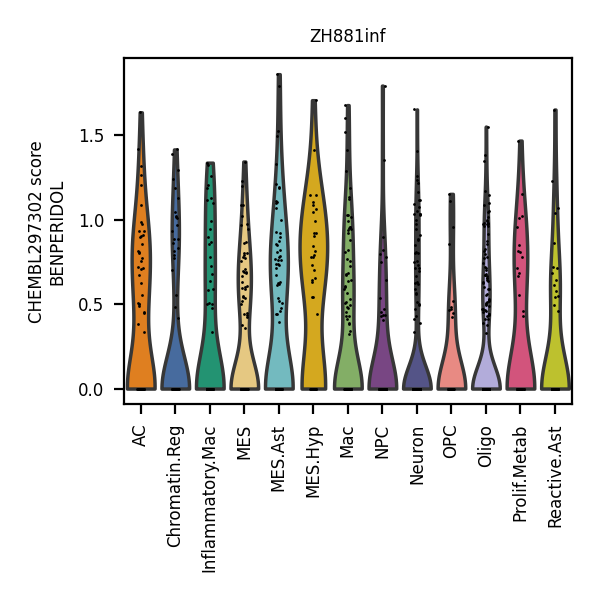 ZH881inf
CHEMBL297302 score
BENPERIDOL
1.5
1.0
0.5
0.0
AC
Chromatin.Reg
Inflammatory.Mac
MES
MES.Ast
MES.Hyp
Mac
NPC
Neuron
OPC
Oligo
Prolif.Metab
Reactive.Ast